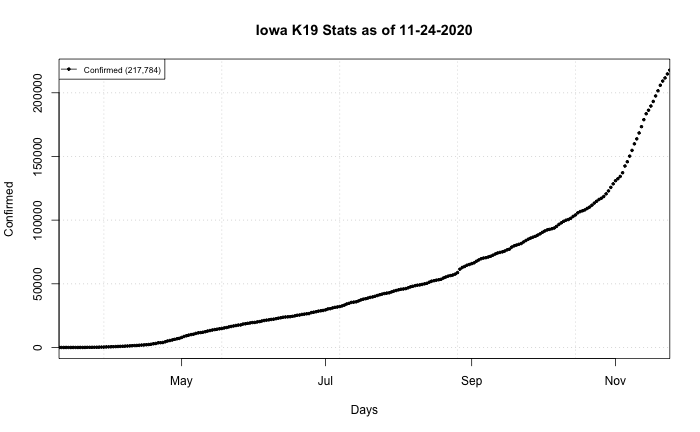 Iowa K19 Stats as of 11-24-2020
Confirmed (217,784)
200000
150000
100000
50000
0
Confirmed
May Jul Sep Nov
Days